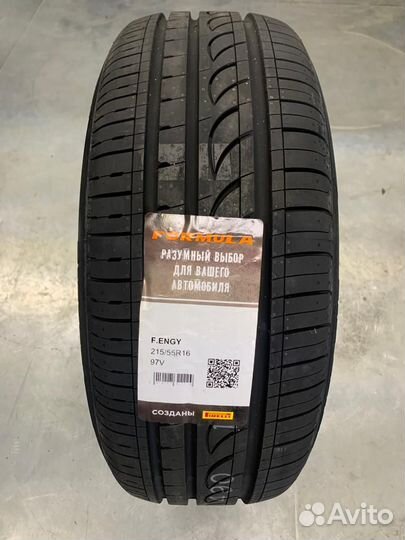 FORMULA
РАЗУМНЫЙ ВЫБОР
ДЛЯ ВАШЕГО
АВТОМОБИЛЯ
F.ENGY
215/55R16
97V
СОЗДАНЫ PIRELLI
Avito